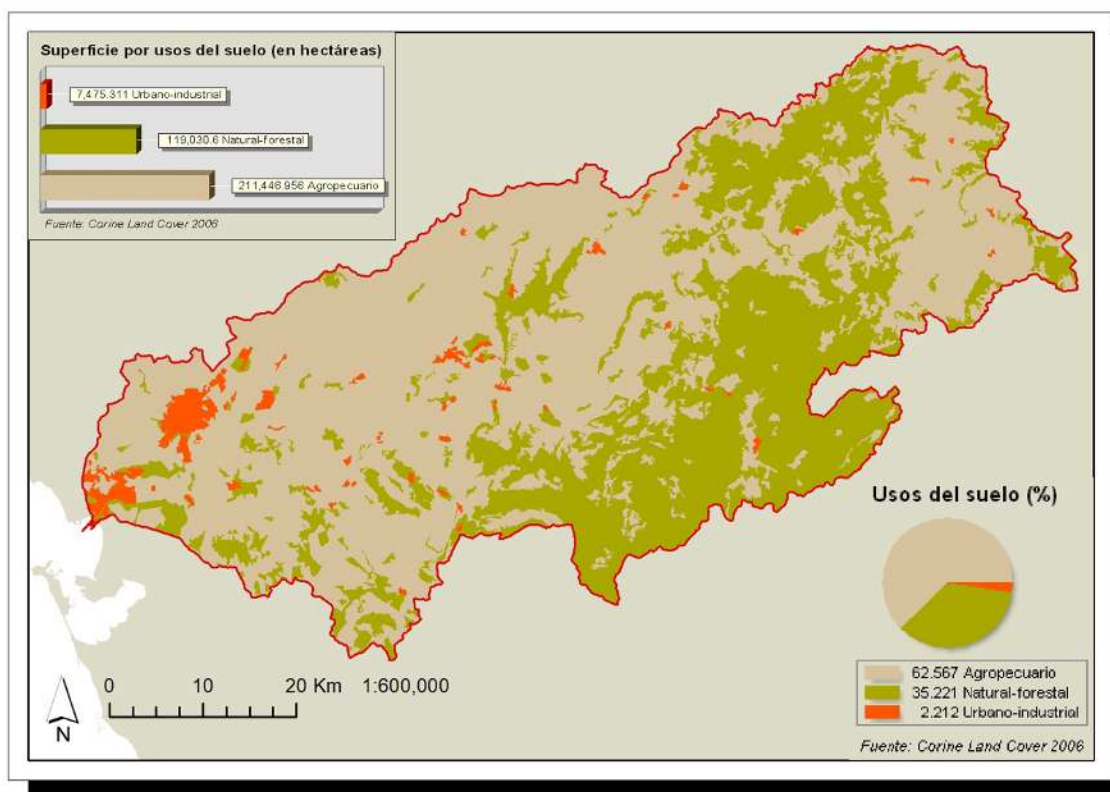 Superficie por usos del suelo (en hectáreas)
7,475.311 Urbano-industrial
119,030.6 Natural-forestal
211,446.956 Agropecuano
Fuente: Corine Land Cover 2006
Usos del suelo (%)
62.567 Agropecuario
35.221 Natural-forestal
2.212 Urbano-industrial
Fuente: Corine Land Cover 2006
0 10 20 Km 1:600,000
N